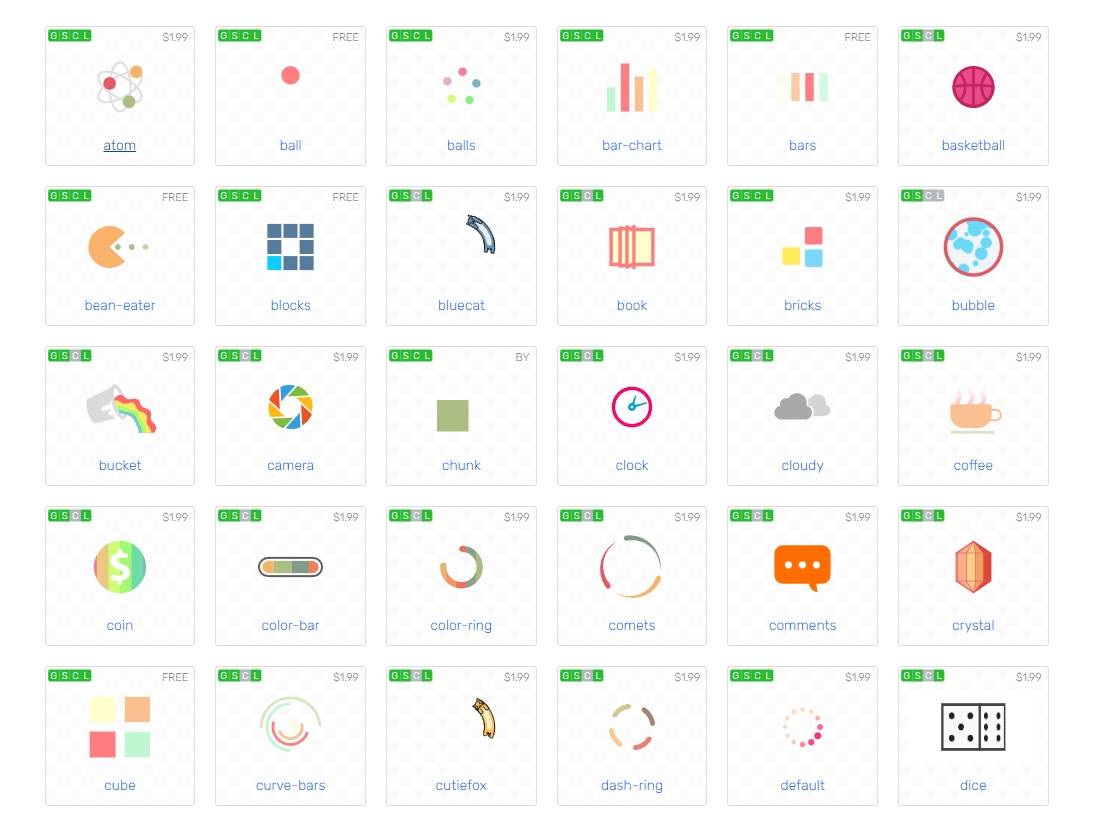 GSCL $1.99 GSCL FREE GSCL $1.99 GSCL $1.99 GSCL FREE GSCL $1.99
atom ball balls bar-chart bars basketball
GSCL FREE GSCL FREE GSCL $1.99 GSCL $1.99 GSCL $1.99 GSCL $1.99
bean-eater blocks bluecat book bricks bubble
GSCL $1.99 GSCL $1.99 GSCL BY GSCL $1.99 GSCL $1.99 GSCL $1.99
bucket camera chunk clock cloudy coffee
GSCL $1.99 GSCL $1.99 GSCL $1.99 GSCL $1.99 GSCL $1.99 GSCL $1.99
$
coin color-bar color-ring comets comments crystal
GSCL FREE GSCL $1.99 GSCL $1.99 GSCL $1.99 GSCL $1.99 GSCL $1.99
cube curve-bars cutiefox dash-ring default dice